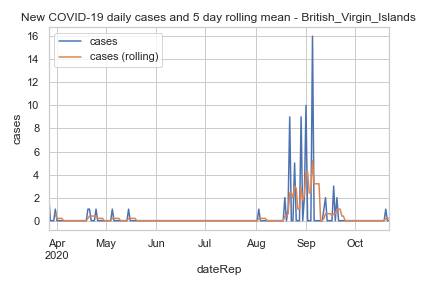 New COVID-19 daily cases and 5 day rolling mean - British_Virgin_Islands
cases
cases (rolling)
16
14
12
10
8
6
4
2
0
cases
Apr
2020
May
Jun
Jul
Aug
Sep
Oct
dateRep